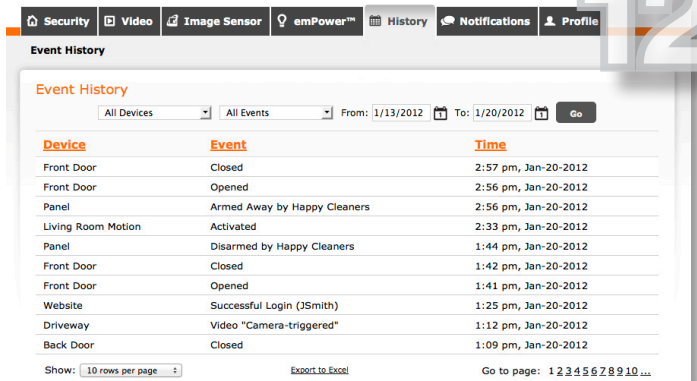 Security Video Image Sensor emPower™ History Notifications Profile
12
Event History
Event History
All Devices All Events From: 1/13/2012 1 To: 1/20/2012 1 Go
Device Event Time
Front Door Closed 2:57 pm, Jan-20-2012
Front Door Opened 2:56 pm, Jan-20-2012
Panel Armed Away by Happy Cleaners 2:56 pm, Jan-20-2012
Living Room Motion Activated 2:33 pm, Jan-20-2012
Panel Disarmed by Happy Cleaners 1:44 pm, Jan-20-2012
Front Door Closed 1:42 pm, Jan-20-2012
Front Door Opened 1:41 pm, Jan-20-2012
Website Successful Login (JSmith) 1:25 pm, Jan-20-2012
Driveway Video "Camera-triggered" 1:12 pm, Jan-20-2012
Back Door Closed 1:09 pm, Jan-20-2012
Show: 10 rows per page Export to Excel Go to page: 1 2 3 4 5 6 7 8 9 10 ...